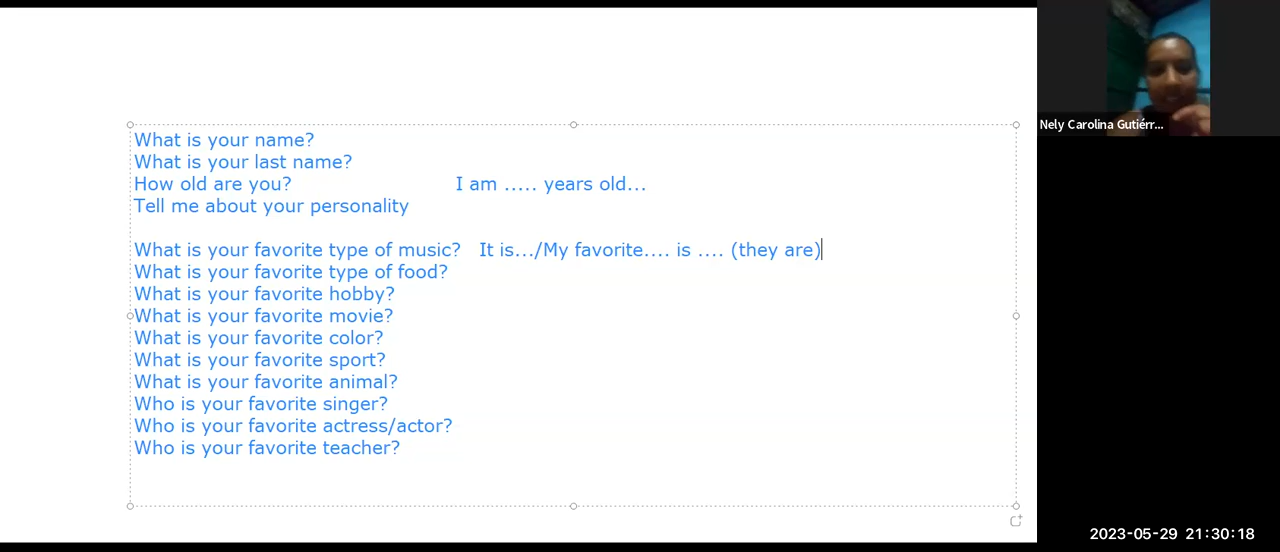 What is your name?
What is your last name?
How old are you? I am ..... years old...
Tell me about your personality
What is your favorite type of music? It is.../My favorite.... is .... (they are)
What is your favorite type of food?
What is your favorite hobby?
What is your favorite movie?
What is your favorite color?
What is your favorite sport?
What is your favorite animal?
Who is your favorite singer?
Who is your favorite actress/actor?
Who is your favorite teacher?
Nely Carolina Gutiérr...
2023-05-29 21:30:18